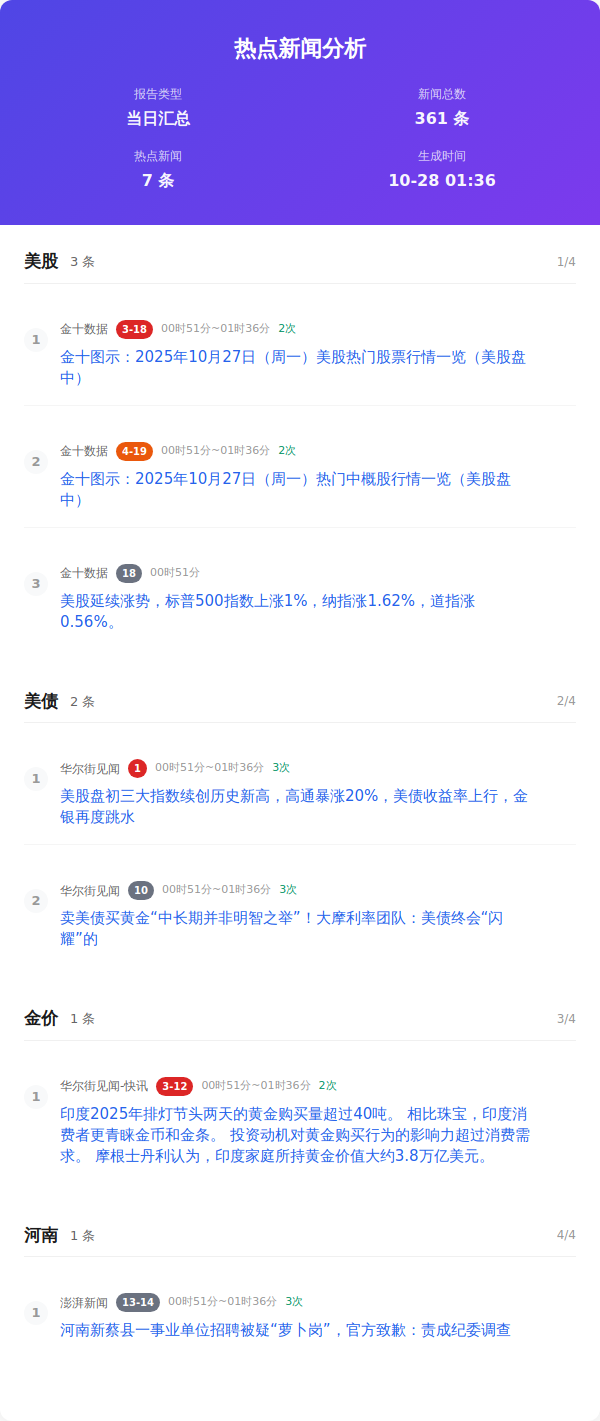 热点新闻分析
报告类型
当日汇总
新闻总数
361 条
热点新闻
7 条
生成时间
10-28 01:36
美股 3 条 1/4
1
金十数据 3-18 00时51分~01时36分 2次
金十图示：2025年10月27日（周一）美股热门股票行情一览（美股盘
中）
2
金十数据 4-19 00时51分~01时36分 2次
金十图示：2025年10月27日（周一）热门中概股行情一览（美股盘
中）
3
金十数据 18 00时51分
美股延续涨势，标普500指数上涨1%，纳指涨1.62%，道指涨
0.56%。
美债 2 条 2/4
1
华尔街见闻 1 00时51分~01时36分 3次
美股盘初三大指数续创历史新高，高通暴涨20%，美债收益率上行，金
银再度跳水
2
华尔街见闻 10 00时51分~01时36分 3次
卖美债买黄金“中长期并非明智之举”！大摩利率团队：美债终会“闪
耀”的
金价 1 条 3/4
1
华尔街见闻-快讯 3-12 00时51分~01时36分 2次
印度2025年排灯节头两天的黄金购买量超过40吨。 相比珠宝，印度消
费者更青睐金币和金条。 投资动机对黄金购买行为的影响力超过消费需
求。 摩根士丹利认为，印度家庭所持黄金价值大约3.8万亿美元。
河南 1 条 4/4
1
澎湃新闻 13-14 00时51分~01时36分 3次
河南新蔡县一事业单位招聘被疑“萝卜岗”，官方致歉：责成纪委调查